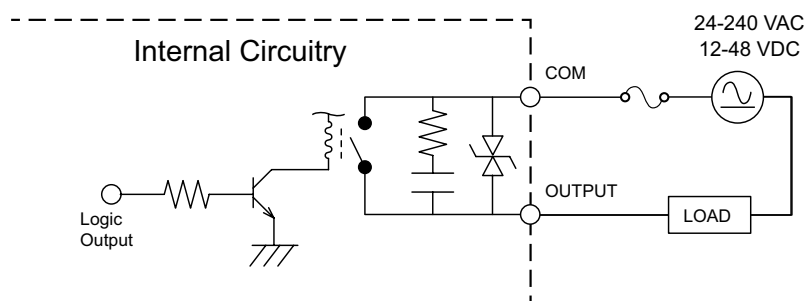 24-240 VAC
12-48 VDC
Internal Circuitry
COM
OUTPUT
LOAD
Logic
Output